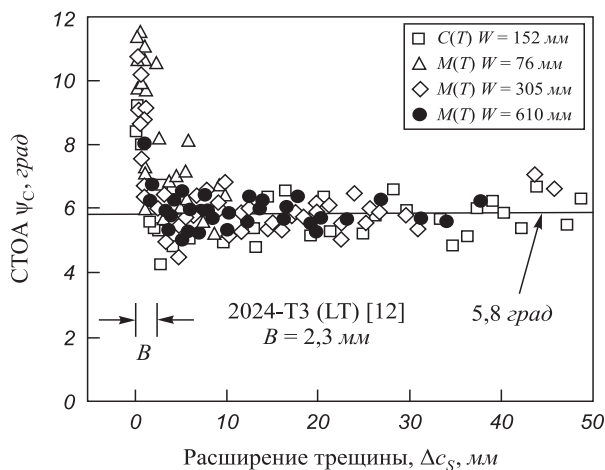 12
10
8
6
4
2
0
СТОА ψC, град
C(T) W = 152 мм
M(T) W = 76 мм
M(T) W = 305 мм
M(T) W = 610 мм
2024-T3 (LT) [12]
B = 2,3 мм
B
5,8 град
0 10 20 30 40 50
Расширение трещины, ΔcS, мм